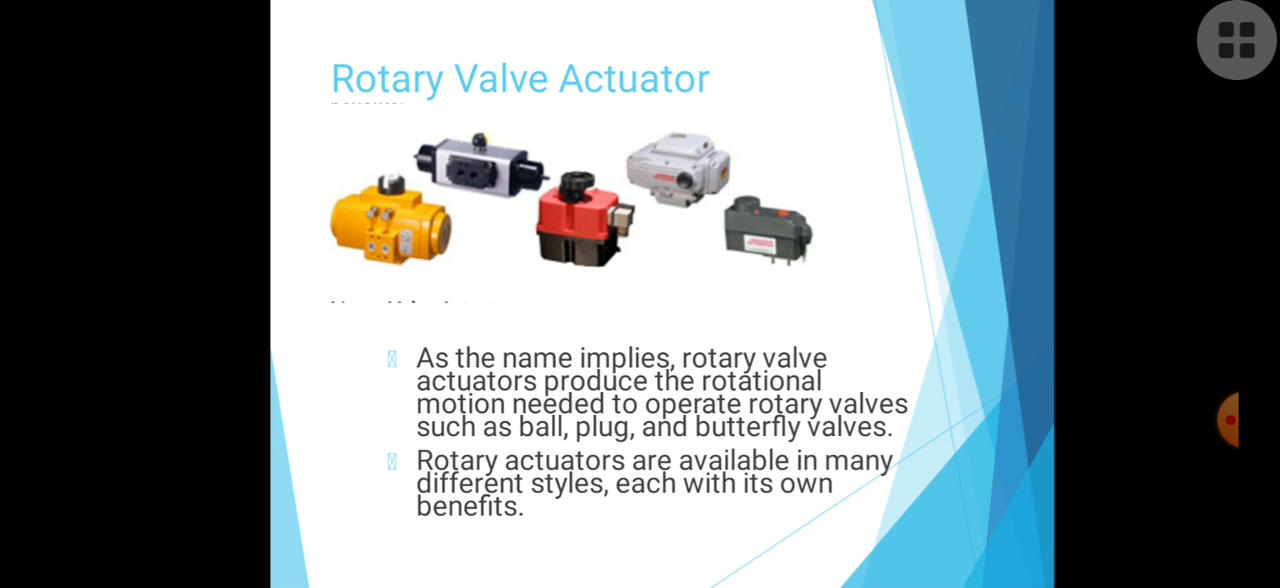 Rotary Valve Actuator
As the name implies, rotary valve
actuators produce the rotational
motion needed to operate rotary valves
such as ball, plug, and butterfly valves.
Rotary actuators are available in many
different styles, each with its own
benefits.